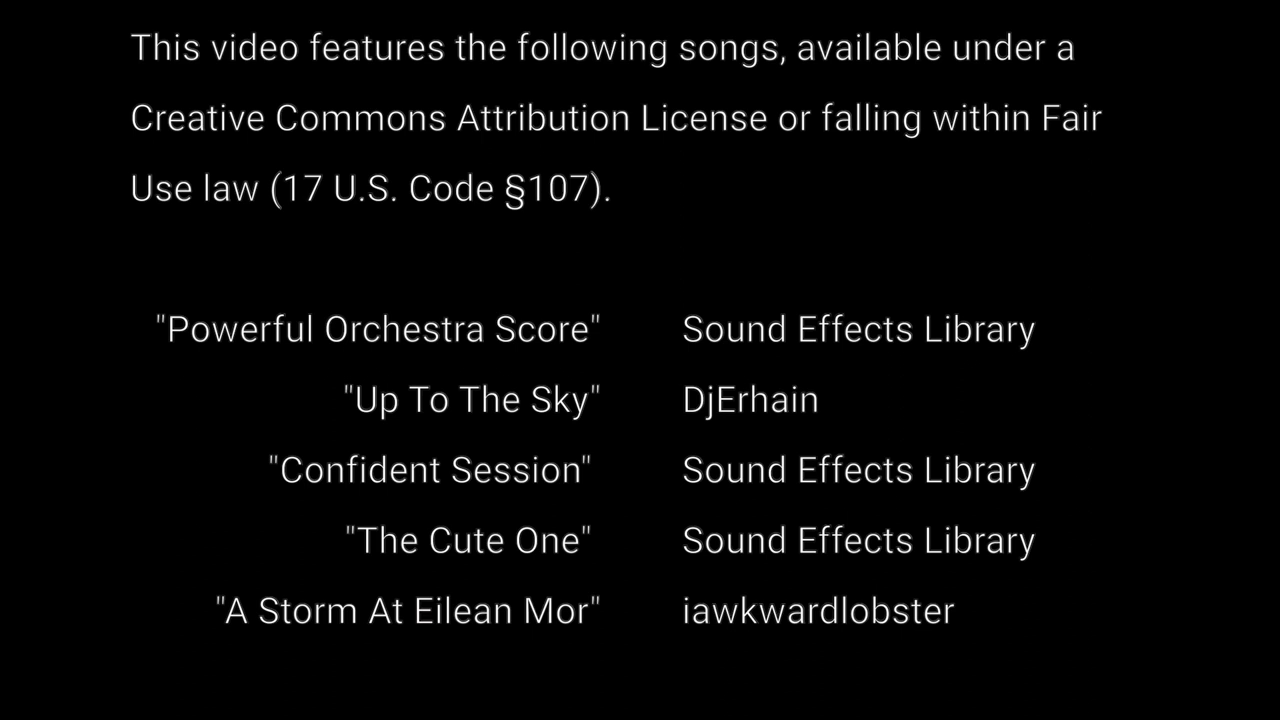 This video features the following songs, available under a
Creative Commons Attribution License or falling within Fair
Use law (17 U.S. Code §107).
"Powerful Orchestra Score" Sound Effects Library
"Up To The Sky" DjErhain
"Confident Session" Sound Effects Library
"The Cute One" Sound Effects Library
"A Storm At Eilean Mor" iawkwardlobster